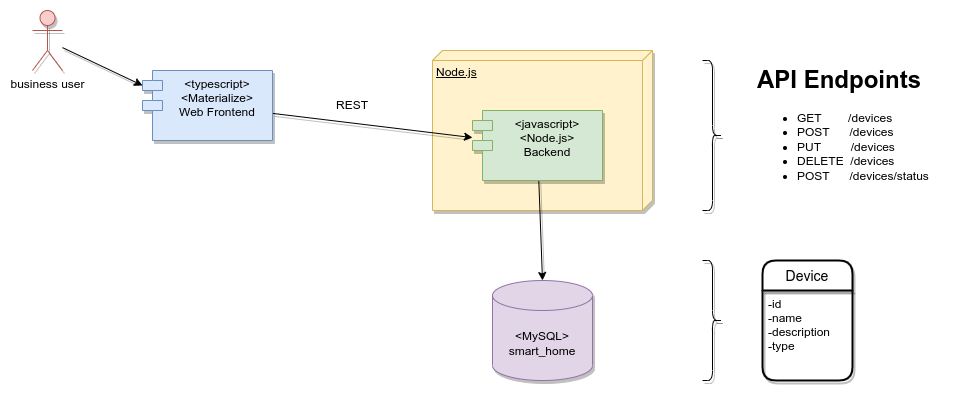 business user
<typescript>
<Materialize>
Web Frontend
REST
Node.js
<javascript>
<Node.js>
Backend
<MySQL>
smart_home
API Endpoints
GET /devices
POST /devices
PUT /devices
DELETE /devices
POST /devices/status
Device
-id
-name
-description
-type